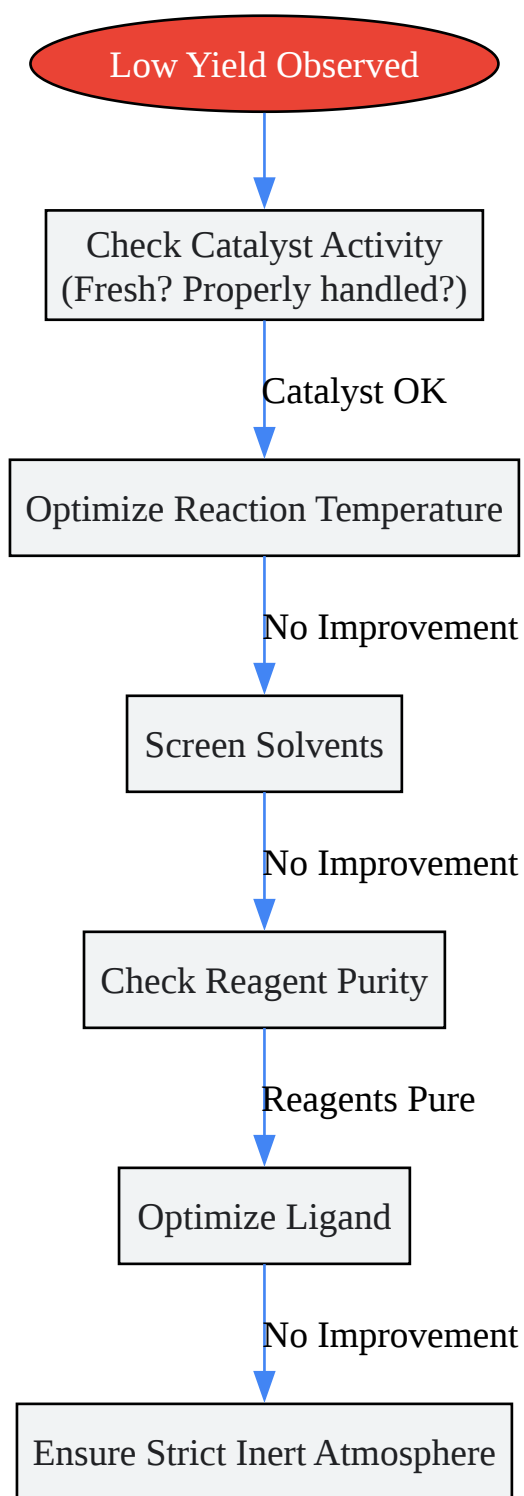 Low Yield Observed
Check Catalyst Activity
(Fresh? Properly handled?)
Catalyst OK
Optimize Reaction Temperature
No Improvement
Screen Solvents
No Improvement
Check Reagent Purity
Reagents Pure
Optimize Ligand
No Improvement
Ensure Strict Inert Atmosphere